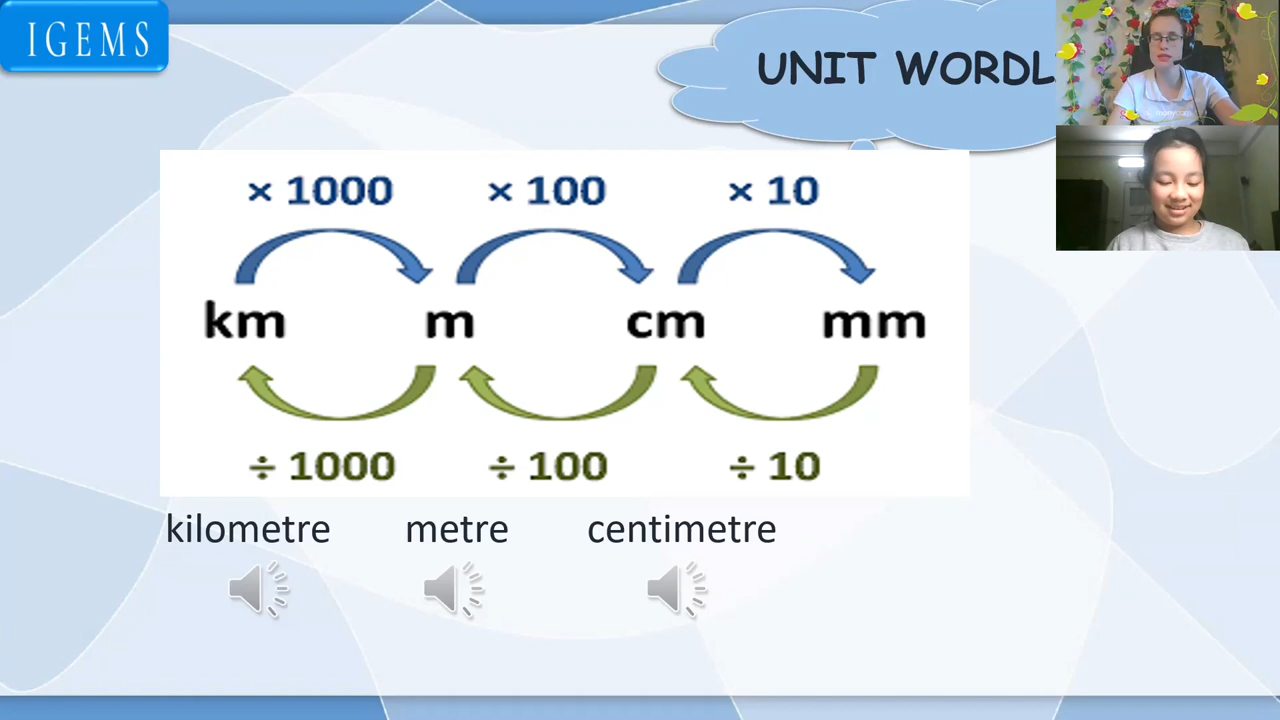 IGEMS
UNIT WORDL
× 1000 × 100 × 10
km m cm mm
÷ 1000 ÷ 100 ÷ 10
kilometre metre centimetre